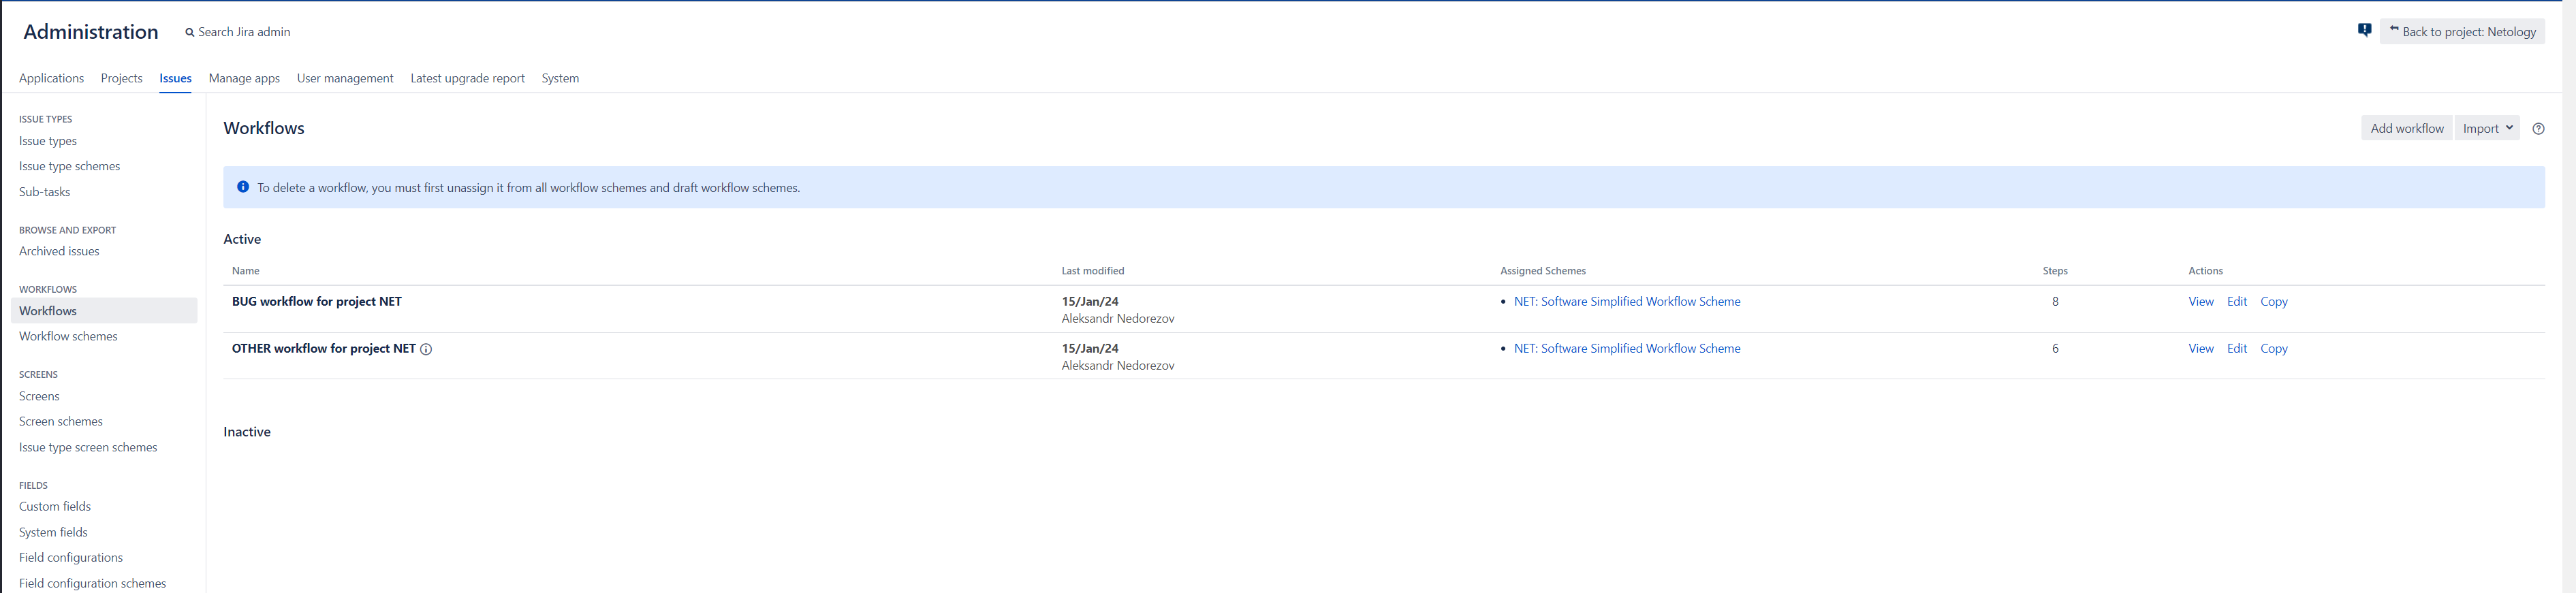 Administration
Search Jira admin
Back to project: Netology
Applications Projects Issues Manage apps User management Latest upgrade report System
ISSUE TYPES
Issue types
Issue type schemes
Sub-tasks
BROWSE AND EXPORT
Archived issues
WORKFLOWS
Workflows
Workflow schemes
SCREENS
Screens
Screen schemes
Issue type screen schemes
FIELDS
Custom fields
System fields
Field configurations
Field configuration schemes
Workflows
Add workflow Import
To delete a workflow, you must first unassign it from all workflow schemes and draft workflow schemes.
Active
Name Last modified Assigned Schemes Steps Actions
BUG workflow for project NET 15/Jan/24 • NET: Software Simplified Workflow Scheme 8 View Edit Copy
Aleksandr Nedorezov
OTHER workflow for project NET 15/Jan/24 • NET: Software Simplified Workflow Scheme 6 View Edit Copy
Aleksandr Nedorezov
Inactive